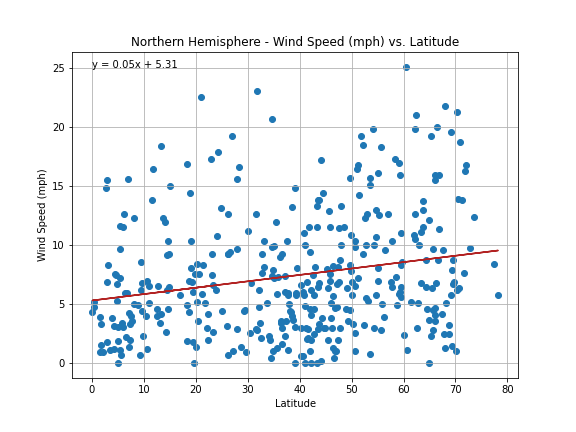 Northern Hemisphere - Wind Speed (mph) vs. Latitude
y = 0.05x + 5.31
25
20
15
10
5
0
Wind Speed (mph)
0 10 20 30 40 50 60 70 80
Latitude